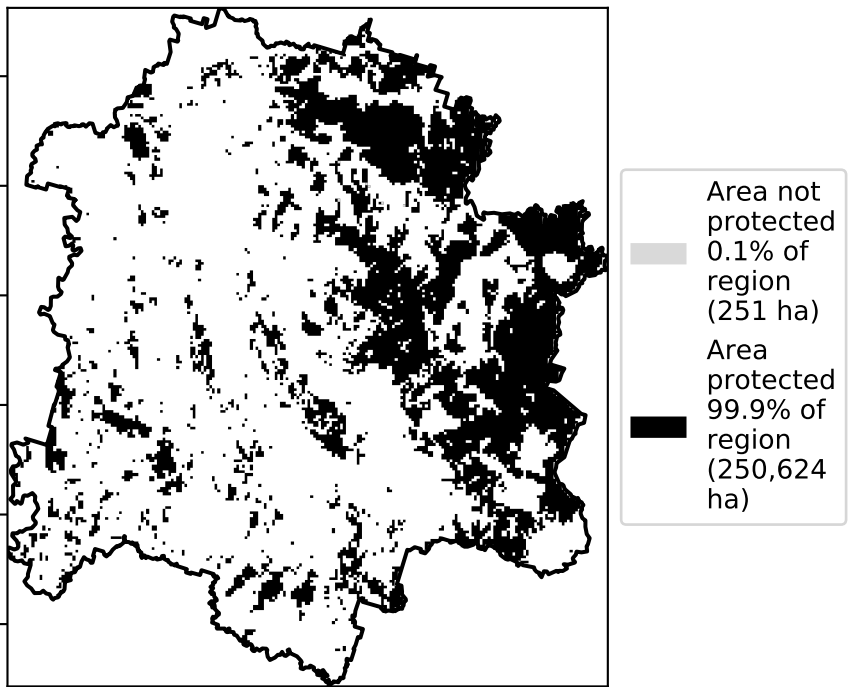 Area not
protected
0.1% of
region
(251 ha)
Area
protected
99.9% of
region
(250,624
ha)